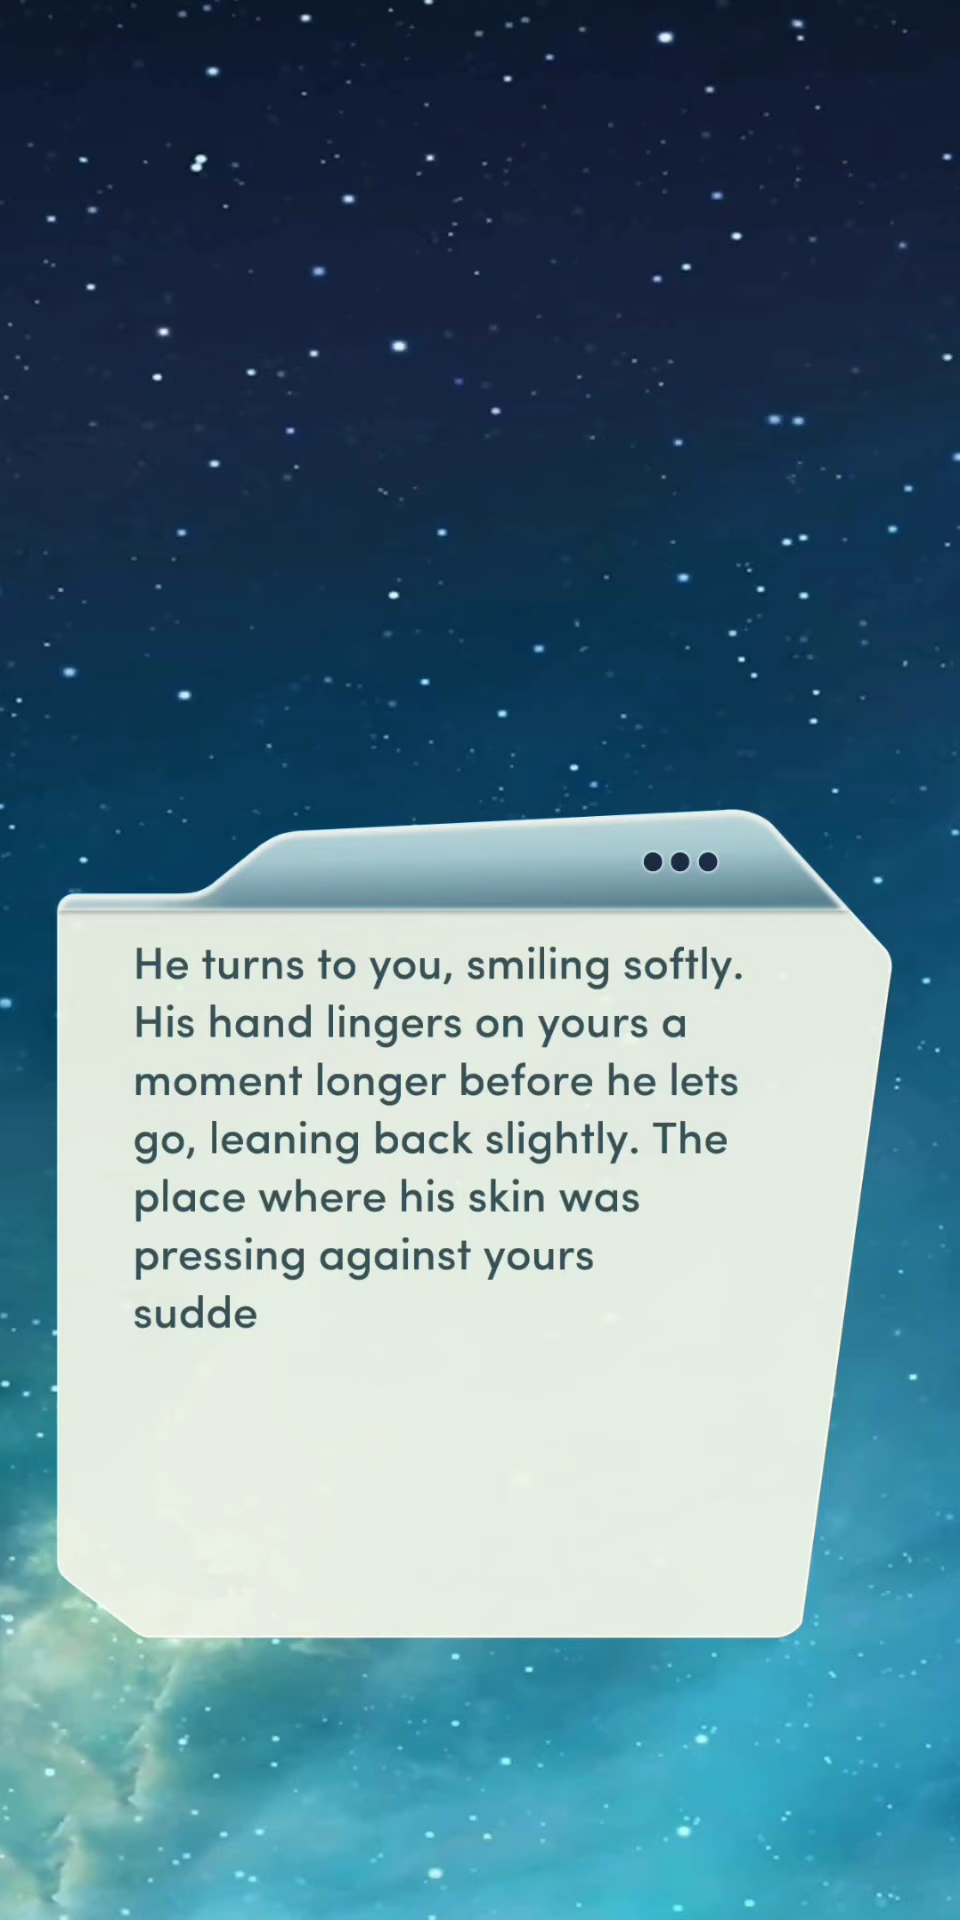 He turns to you, smiling softly.
His hand lingers on yours a
moment longer before he lets
go, leaning back slightly. The
place where his skin was
pressing against yours
sudde